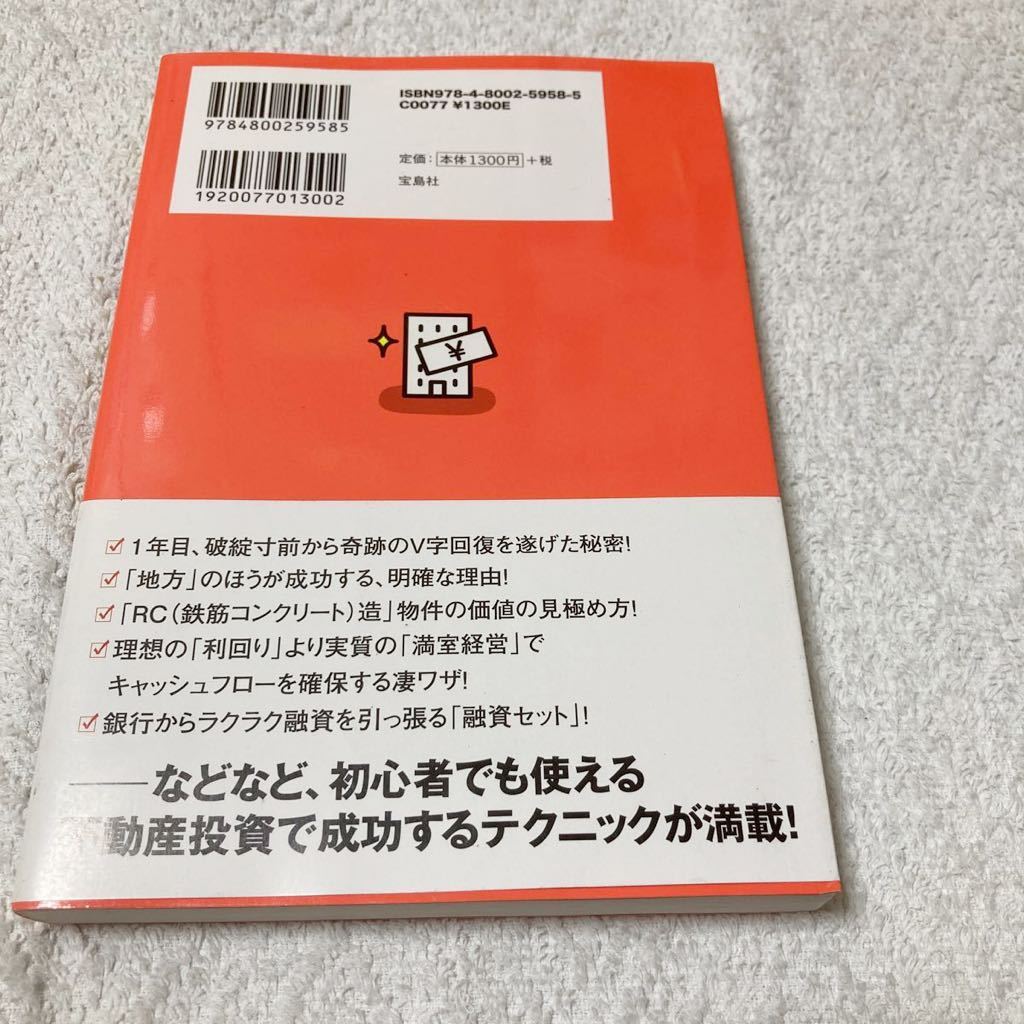 ISBN978-4-8002-5958-5
C0077 ¥1300E
9784800259585
定価：本体1300円+税
宝島社
1920077013002
¥
1年目、破綻寸前から奇跡のV字回復を遂げた秘密!
「地方」のほうが成功する、明確な理由!
「RC（鉄筋コンクリート）造」物件の価値の見極め方!
理想の「利回り」より実質の「満室経営」で
キャッシュフローを確保する凄ワザ!
銀行からラクラク融資を引っ張る「融資セット」!
――などなど、初心者でも使える
不動産投資で成功するテクニックが満載!